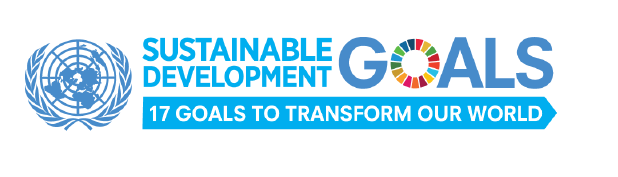 SUSTAINABLE
DEVELOPMENT
GOALS
17 GOALS TO TRANSFORM OUR WORLD